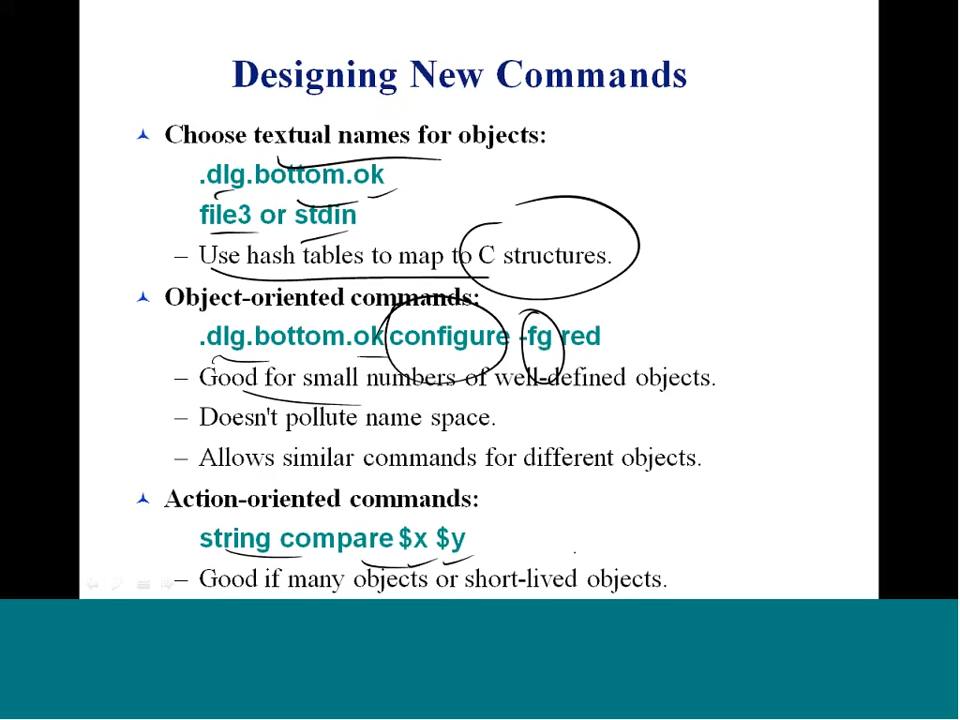 Designing New Commands
Choose textual names for objects:
.dlg.bottom.ok
file3 or stdin
– Use hash tables to map to C structures.
Object-oriented commands:
.dlg.bottom.ok configure -fg red
– Good for small numbers of well-defined objects.
– Doesn't pollute name space.
– Allows similar commands for different objects.
Action-oriented commands:
string compare $x $y
– Good if many objects or short-lived objects.